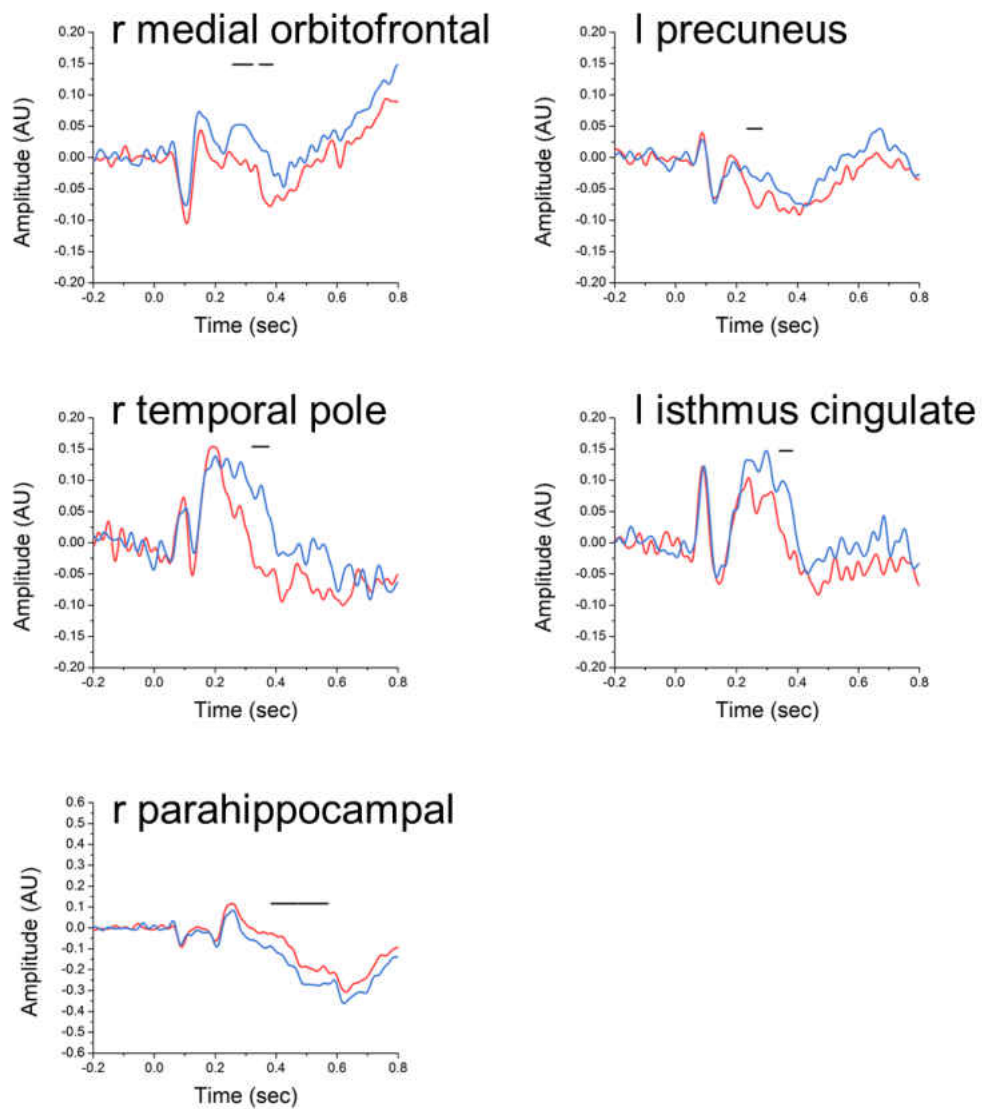 r medial orbitofrontal
0.20
0.15
0.10
0.05
0.00
-0.05
-0.10
-0.15
-0.20
Amplitude (AU)
-0.2 0.0 0.2 0.4 0.6 0.8
Time (sec)
l precuneus
0.20
0.15
0.10
0.05
0.00
-0.05
-0.10
-0.15
-0.20
Amplitude (AU)
-0.2 0.0 0.2 0.4 0.6 0.8
Time (sec)
r temporal pole
0.20
0.15
0.10
0.05
0.00
-0.05
-0.10
-0.15
-0.20
Amplitude (AU)
-0.2 0.0 0.2 0.4 0.6 0.8
Time (sec)
l isthmus cingulate
0.20
0.15
0.10
0.05
0.00
-0.05
-0.10
-0.15
-0.20
Amplitude (AU)
-0.2 0.0 0.2 0.4 0.6 0.8
Time (sec)
r parahippocampal
0.6
0.5
0.4
0.3
0.2
0.1
0.0
-0.1
-0.2
-0.3
-0.4
-0.5
-0.6
Amplitude (AU)
-0.2 0.0 0.2 0.4 0.6 0.8
Time (sec)